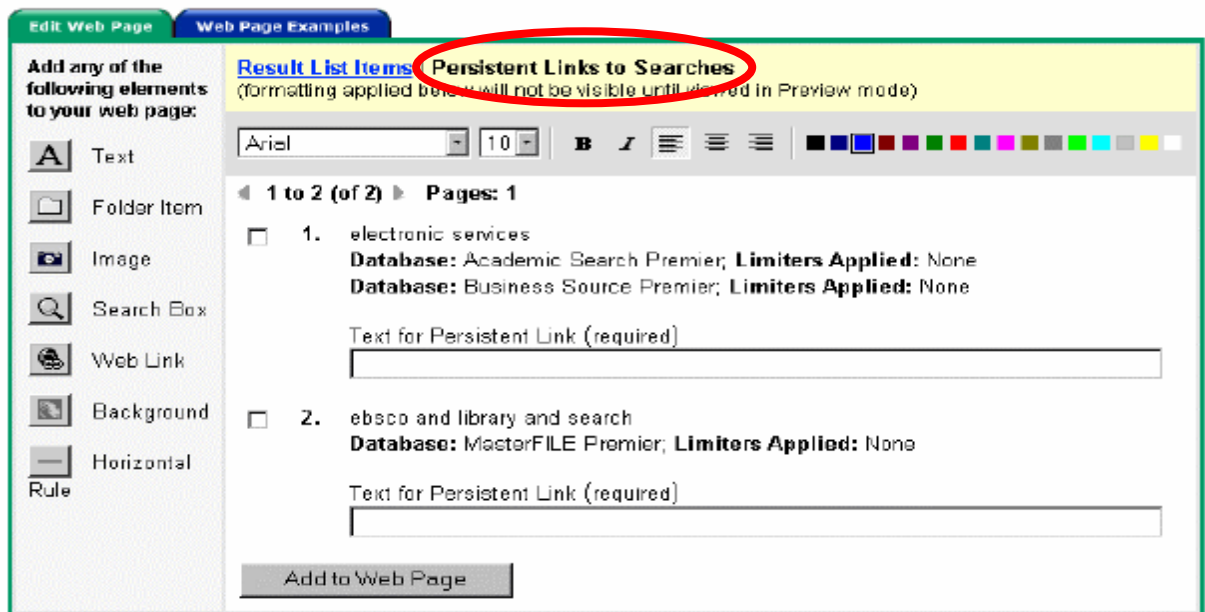 Edit Web Page
Web Page Examples
Add any of the
following elements
to your web page:
Text
Folder Item
Image
Search Box
Web Link
Background
Horizontal
Rule
Result List Items Persistent Links to Searches
(formatting applied below will not be visible until viewed in Preview mode)
Arial 10 B I
1 to 2 (of 2) Pages: 1
1. electronic services
Database: Academic Search Premier; Limiters Applied: None
Database: Business Source Premier; Limiters Applied: None
Text for Persistent Link (required)
2. ebsco and library and search
Database: MasterFILE Premier; Limiters Applied: None
Text for Persistent Link (required)
Add to Web Page